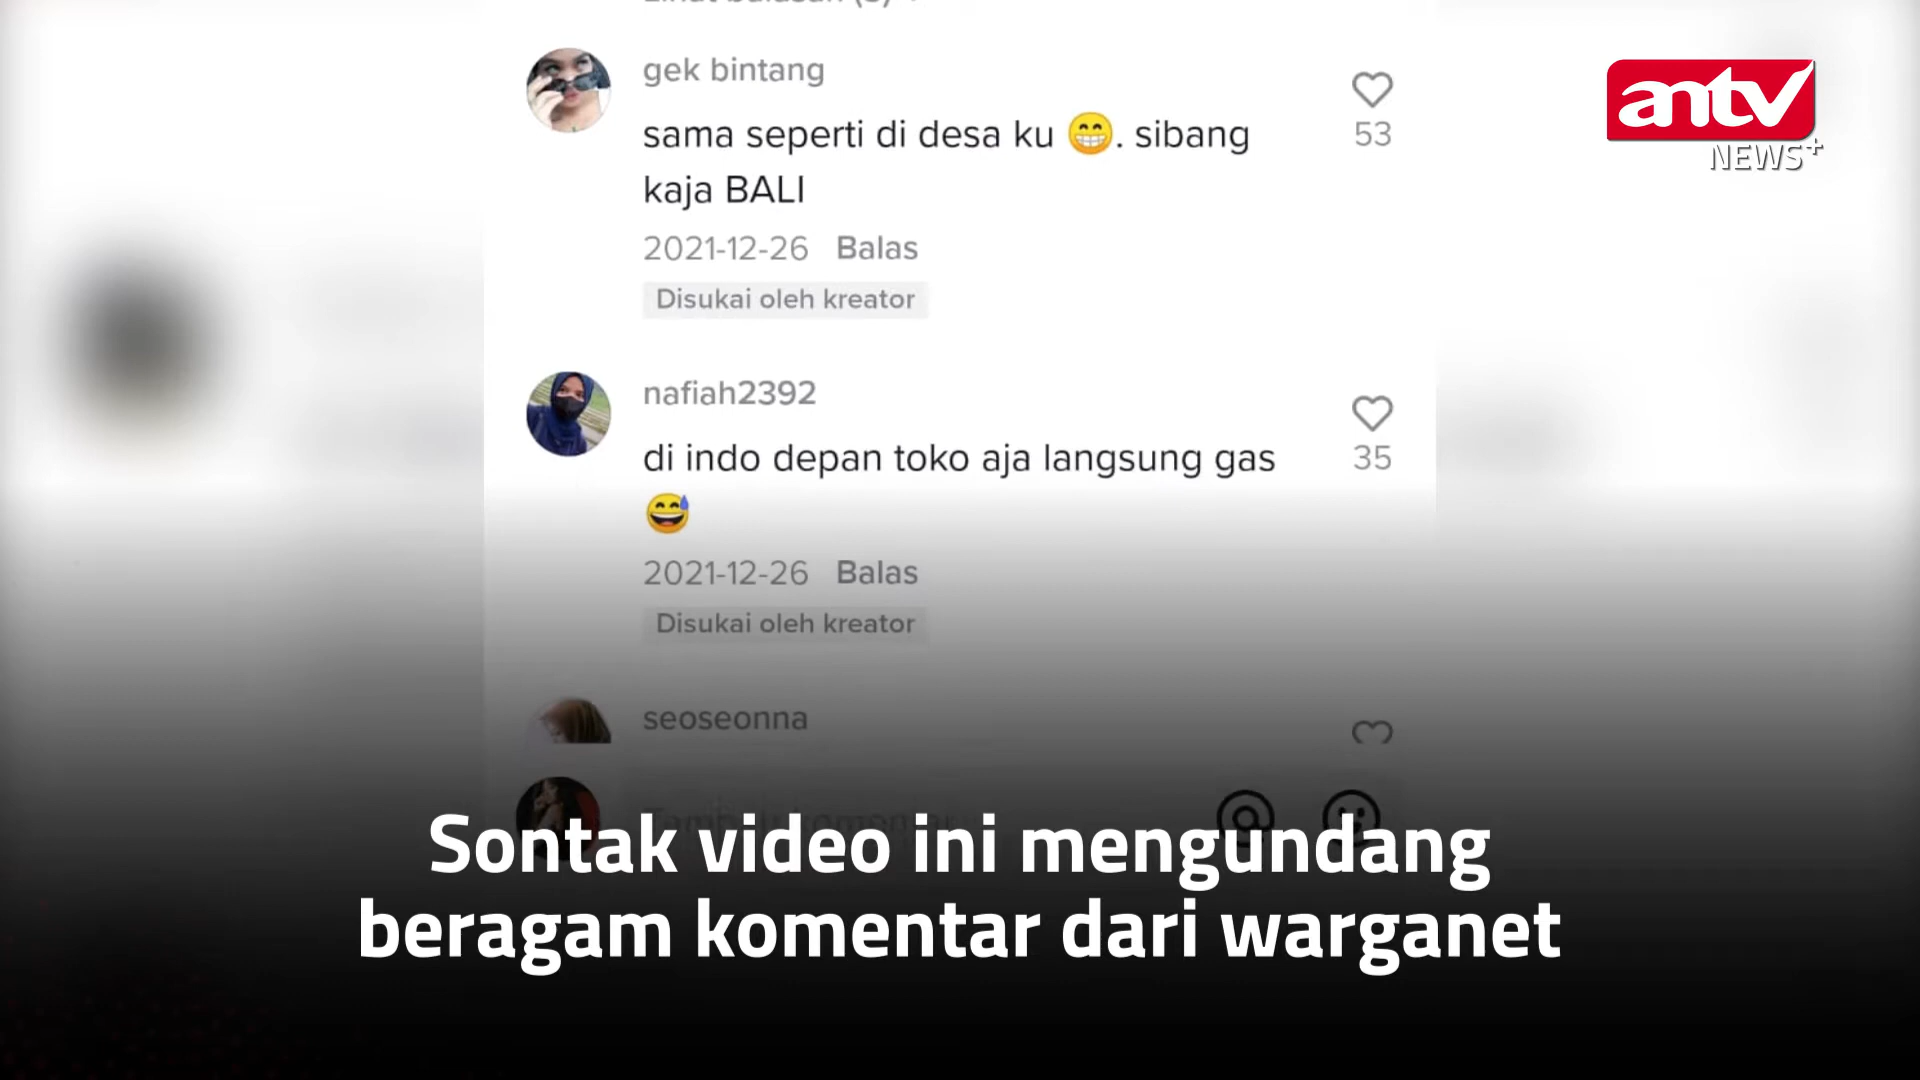 gek bintang
sama seperti di desa ku 😁. sibang
kaja BALI
53
2021-12-26 Balas
Disukai oleh kreator
nafiah2392
di indo depan toko aja langsung gas
😅
35
2021-12-26 Balas
Disukai oleh kreator
seoseonna
antv
NEWS+
Sontak video ini mengundang
beragam komentar dari warganet